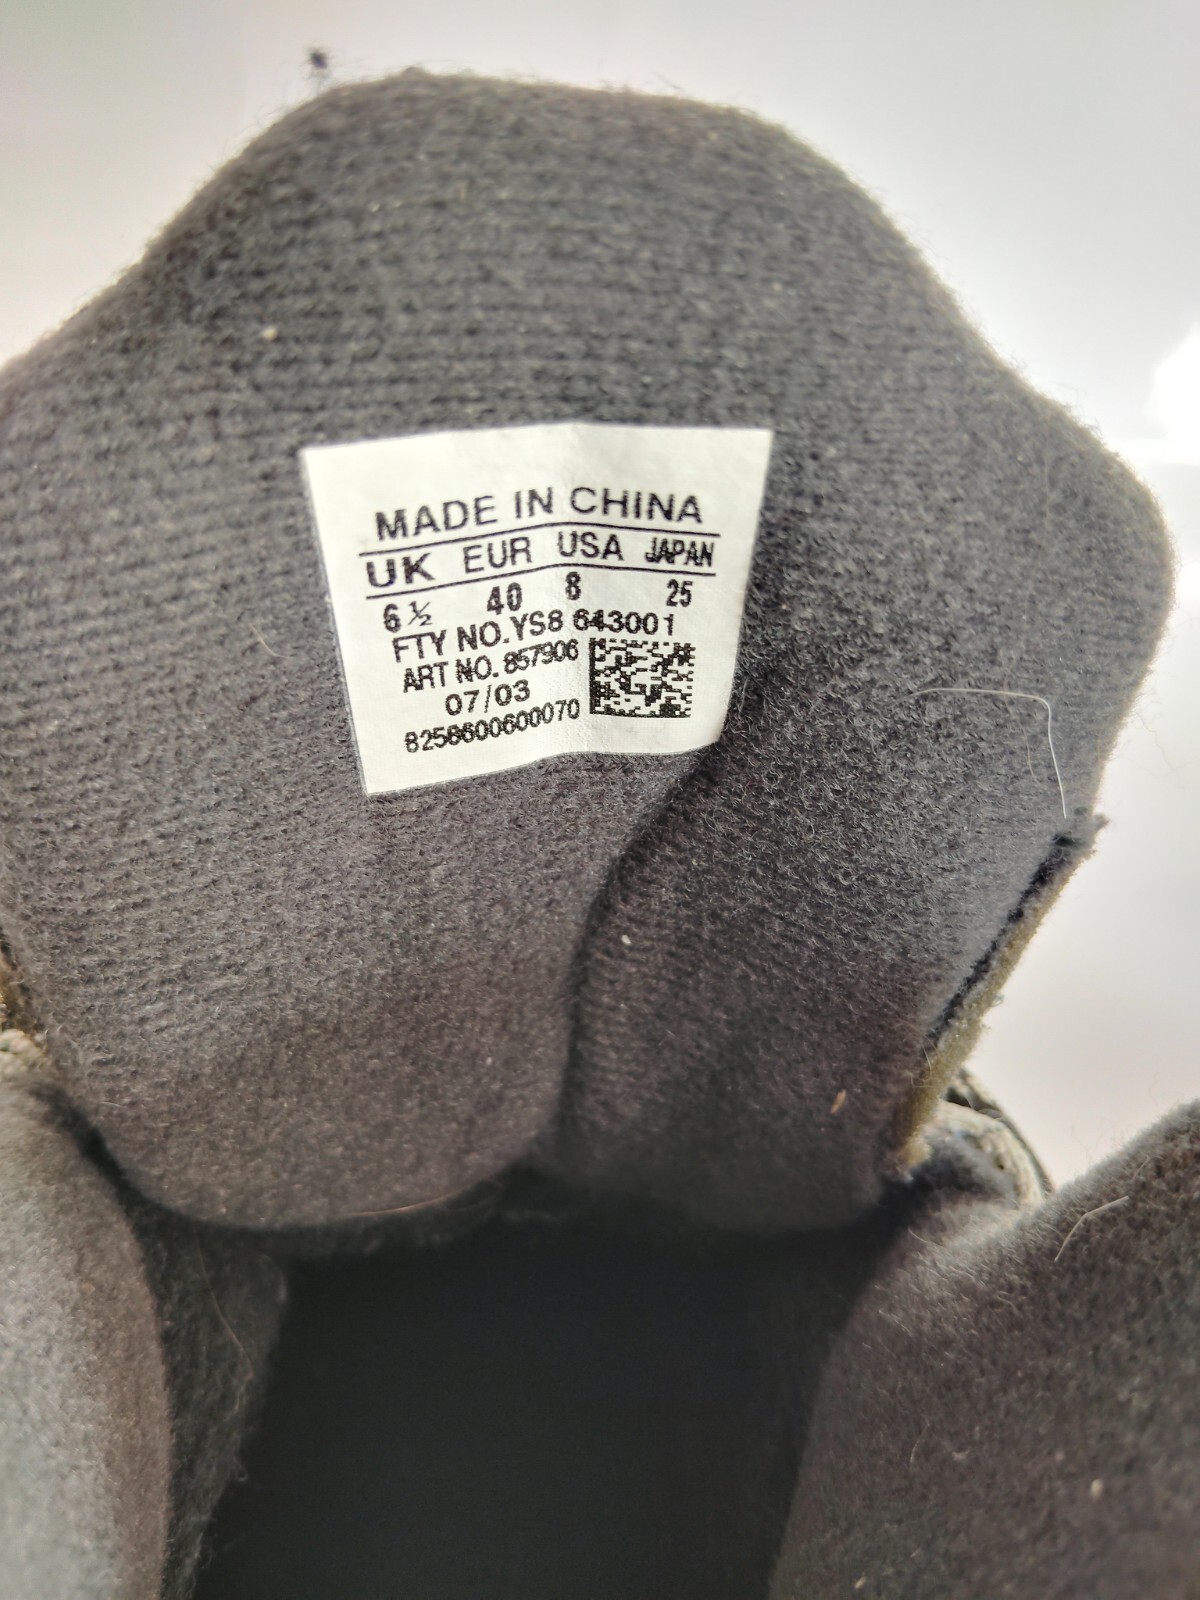 MADE IN CHINA
UK EUR USA JAPAN
6½ 40 8 25
FTY NO.YS8 643001
ART NO. 857906
07/03
8258600600070